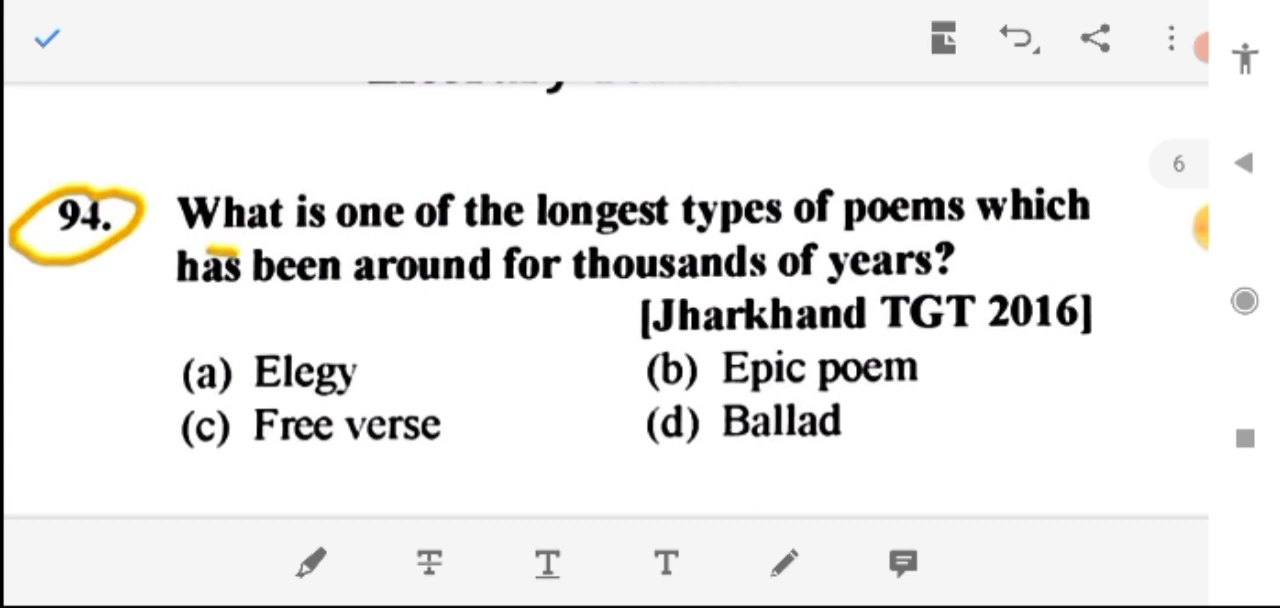 6
94. What is one of the longest types of poems which
has been around for thousands of years?
[Jharkhand TGT 2016]
(a) Elegy (b) Epic poem
(c) Free verse (d) Ballad